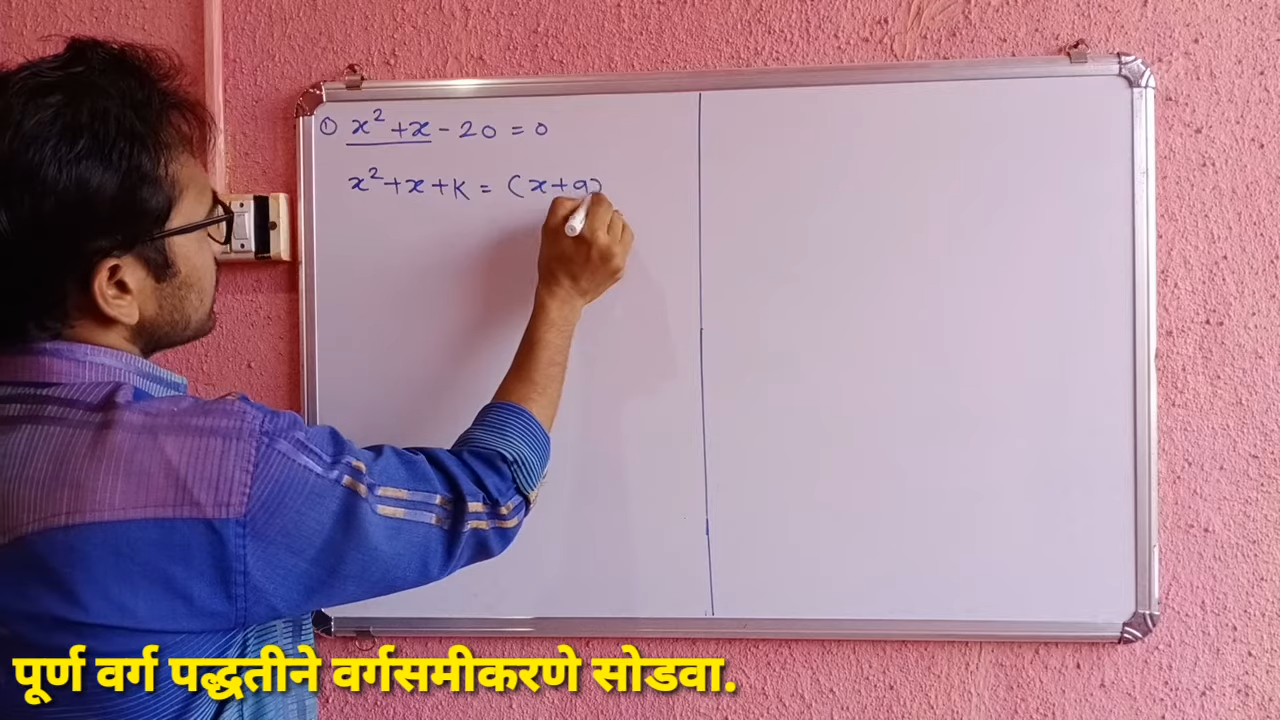 ① x² + x - 20 = 0
x² + x + k = (x + a)
पूर्ण वर्ग पद्धतीने वर्गसमीकरणे सोडवा.